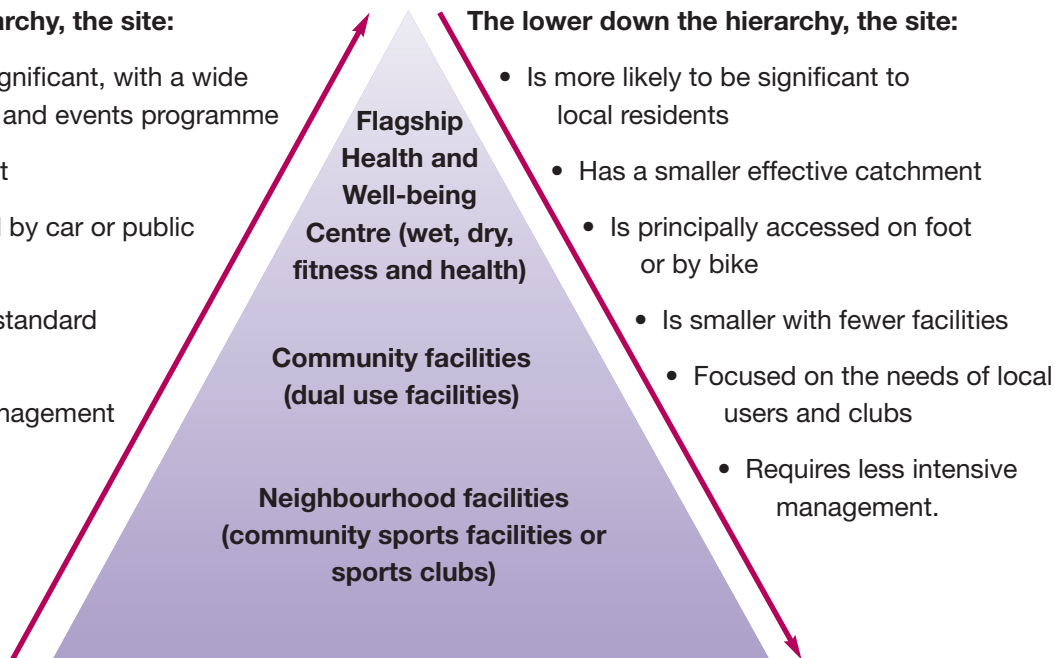 archy, the site:
gnificant, with a wide
and events programme
t
by car or public
standard
nagement
Flagship
Health and
Well-being
Centre (wet, dry,
fitness and health)
Community facilities
(dual use facilities)
Neighbourhood facilities
(community sports facilities or
sports clubs)
The lower down the hierarchy, the site:
• Is more likely to be significant to
local residents
• Has a smaller effective catchment
• Is principally accessed on foot
or by bike
• Is smaller with fewer facilities
• Focused on the needs of local
users and clubs
• Requires less intensive
management.